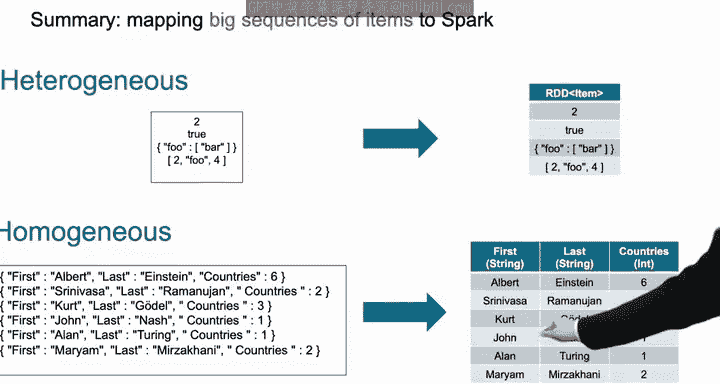 Summary: mapping big sequences of items to Spark
Heterogeneous
2
true
{ "foo" : [ "bar" ] }
[ 2, "foo", 4 ]
RDD<Item>
2
true
{ "foo" : [ "bar" ] }
[ 2, "foo", 4 ]
Homogeneous
{ "First" : "Albert", "Last" : "Einstein", "Countries" : 6 }
{ "First" : "Srinivasa", "Last" : "Ramanujan", " Countries " : 2 }
{ "First" : "Kurt", "Last" : "Gödel", " Countries " : 3 }
{ "First" : "John", "Last" : "Nash", " Countries " : 1 }
{ "First" : "Alan", "Last" : "Turing", " Countries " : 1 }
{ "First" : "Maryam", "Last" : "Mirzakhani", " Countries " : 2 }
First Last Countries
(String) (String) (Int)
Albert Einstein 6
Srinivasa Ramanujan
Kurt Gödel
John 1
Alan Turing 1
Maryam Mirzakhani 2